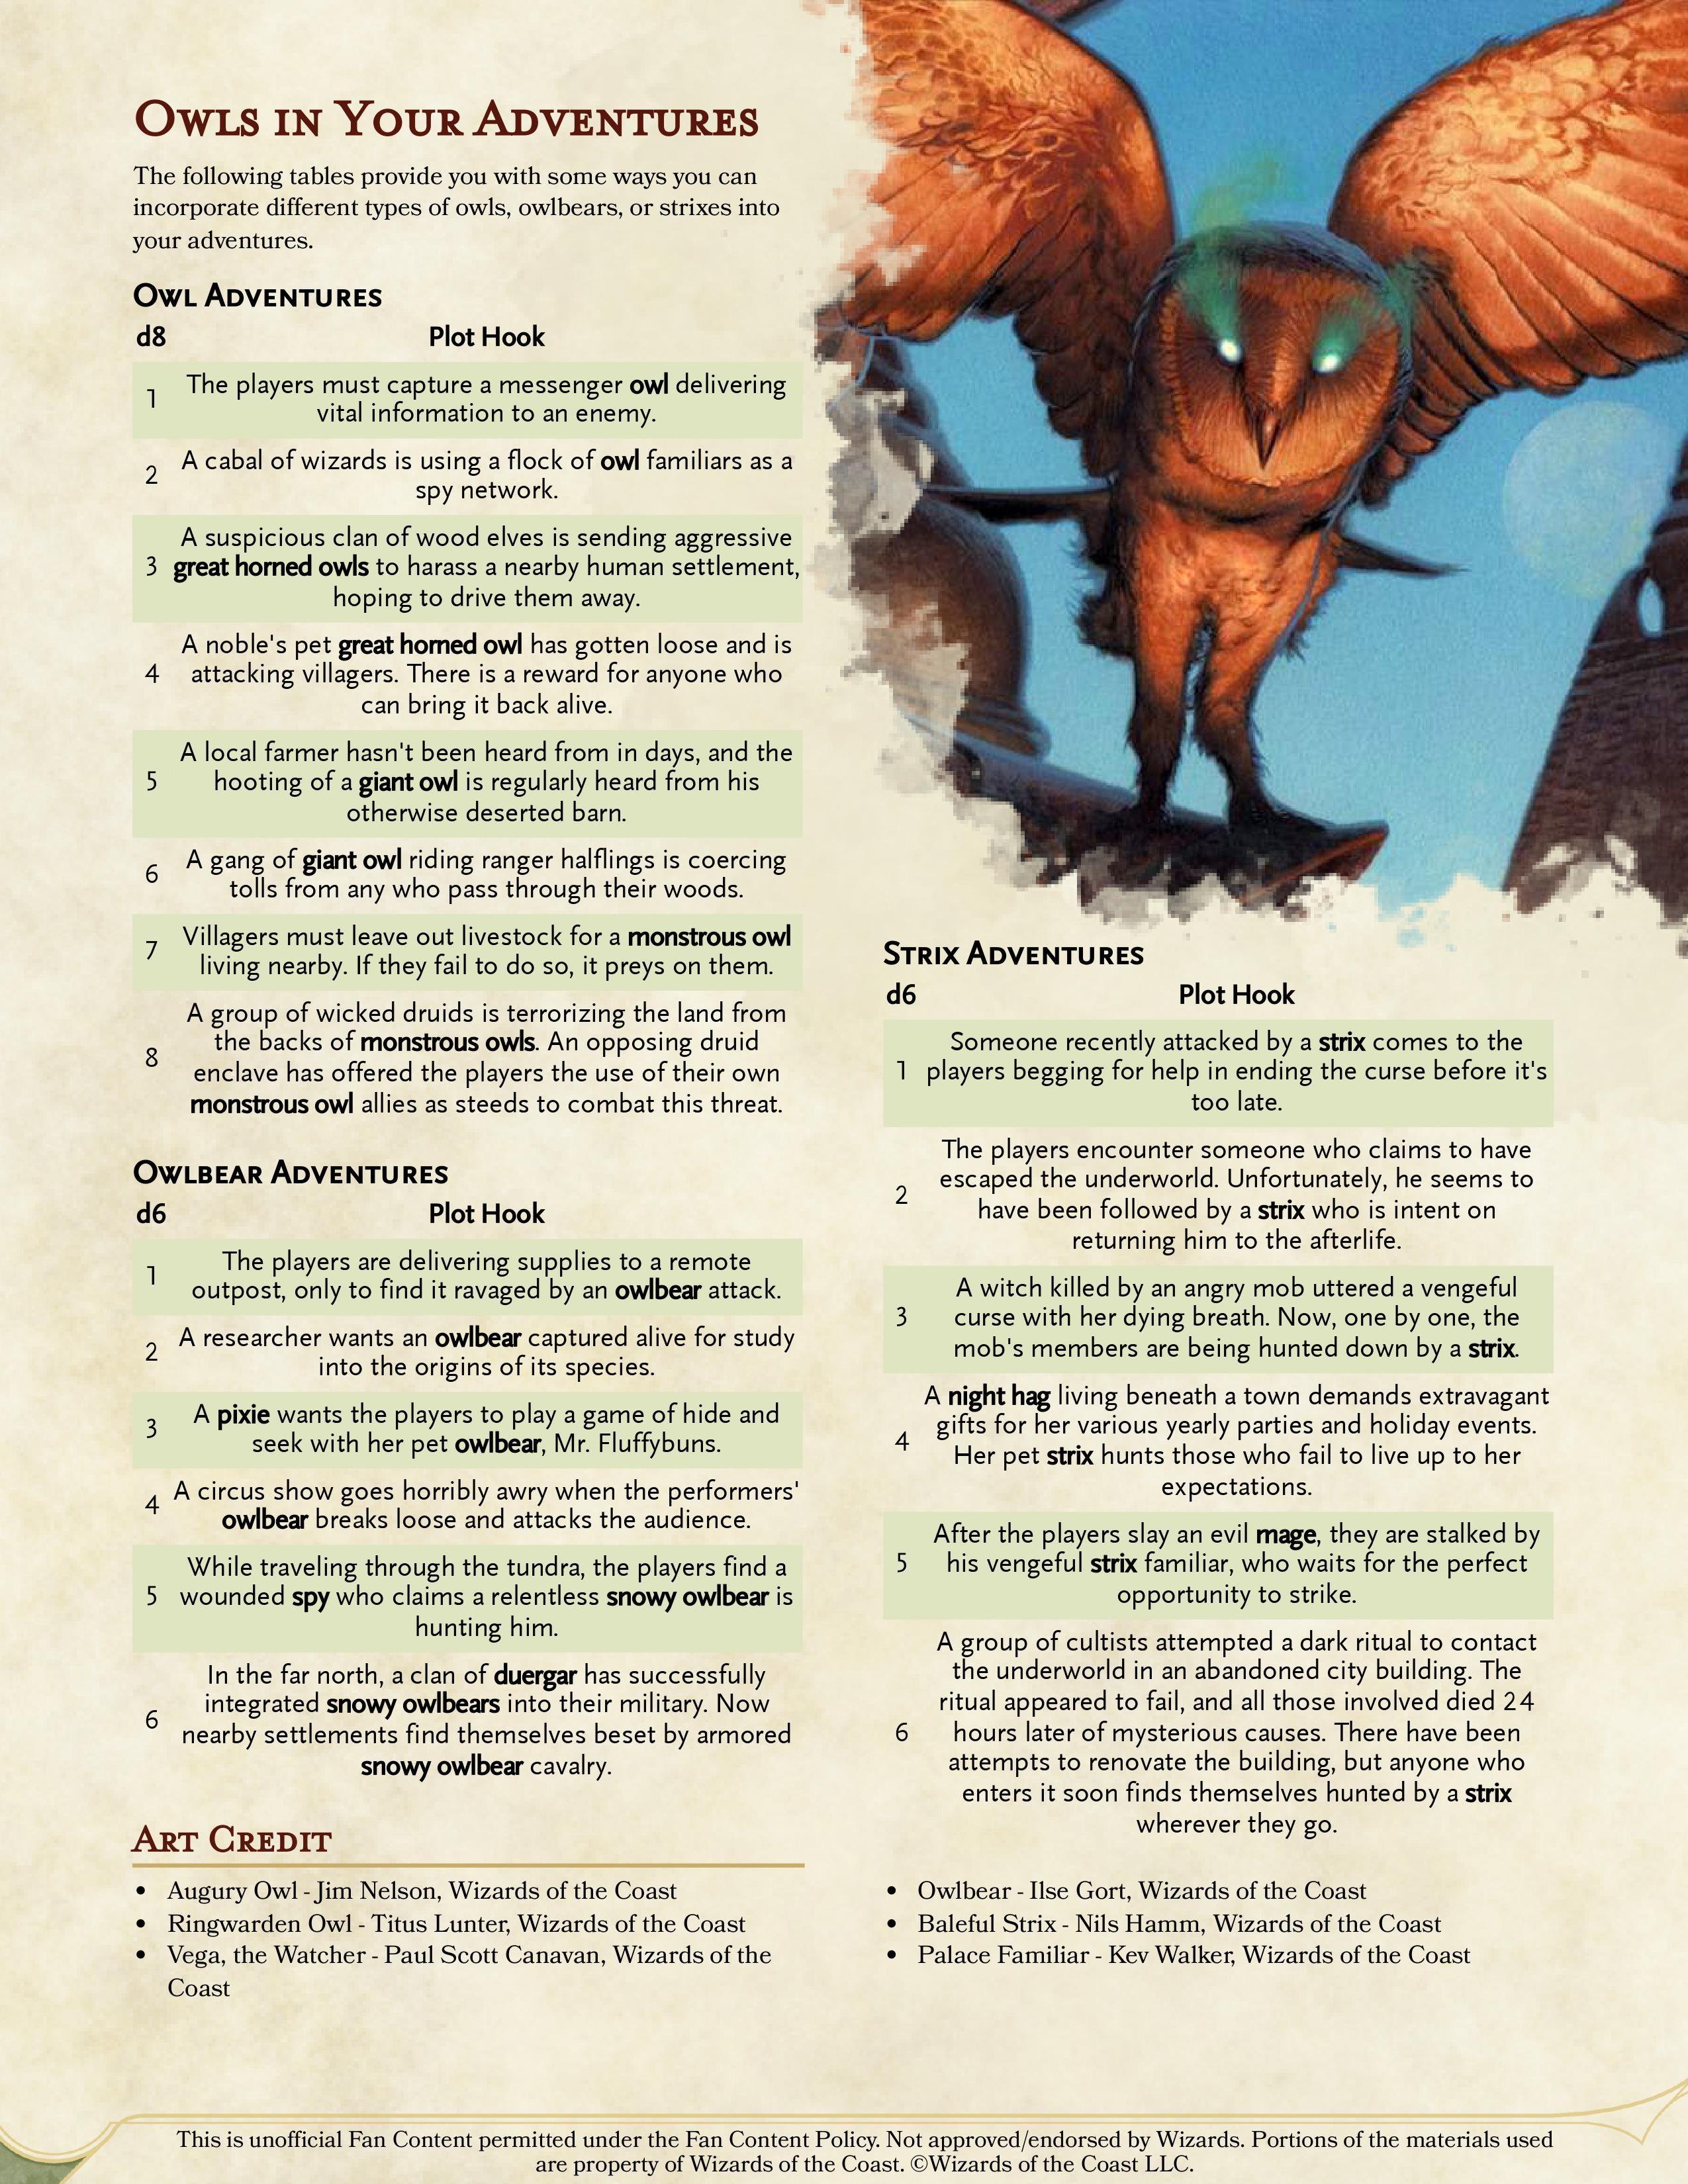 Owls in Your Adventures
The following tables provide you with some ways you can
incorporate different types of owls, owlbears, or strixes into
your adventures.
Owl Adventures
d8 Plot Hook
1 The players must capture a messenger owl delivering
vital information to an enemy.
2 A cabal of wizards is using a flock of owl familiars as a
spy network.
A suspicious clan of wood elves is sending aggressive
3 great horned owls to harass a nearby human settlement,
hoping to drive them away.
A noble's pet great horned owl has gotten loose and is
4 attacking villagers. There is a reward for anyone who
can bring it back alive.
A local farmer hasn't been heard from in days, and the
5 hooting of a giant owl is regularly heard from his
otherwise deserted barn.
6 A gang of giant owl riding ranger halflings is coercing
tolls from any who pass through their woods.
7 Villagers must leave out livestock for a monstrous owl
living nearby. If they fail to do so, it preys on them.
A group of wicked druids is terrorizing the land from
the backs of monstrous owls. An opposing druid
8 enclave has offered the players the use of their own
monstrous owl allies as steeds to combat this threat.
Owlbear Adventures
d6 Plot Hook
1 The players are delivering supplies to a remote
outpost, only to find it ravaged by an owlbear attack.
2 A researcher wants an owlbear captured alive for study
into the origins of its species.
3 A pixie wants the players to play a game of hide and
seek with her pet owlbear, Mr. Fluffybuns.
4 A circus show goes horribly awry when the performers'
owlbear breaks loose and attacks the audience.
While traveling through the tundra, the players find a
5 wounded spy who claims a relentless snowy owlbear is
hunting him.
In the far north, a clan of duergar has successfully
integrated snowy owlbears into their military. Now
6 nearby settlements find themselves beset by armored
snowy owlbear cavalry.
Strix Adventures
d6 Plot Hook
Someone recently attacked by a strix comes to the
1 players begging for help in ending the curse before it's
too late.
The players encounter someone who claims to have
escaped the underworld. Unfortunately, he seems to
2 have been followed by a strix who is intent on
returning him to the afterlife.
A witch killed by an angry mob uttered a vengeful
3 curse with her dying breath. Now, one by one, the
mob's members are being hunted down by a strix.
A night hag living beneath a town demands extravagant
gifts for her various yearly parties and holiday events.
4 Her pet strix hunts those who fail to live up to her
expectations.
After the players slay an evil mage, they are stalked by
5 his vengeful strix familiar, who waits for the perfect
opportunity to strike.
A group of cultists attempted a dark ritual to contact
the underworld in an abandoned city building. The
ritual appeared to fail, and all those involved died 24
6 hours later of mysterious causes. There have been
attempts to renovate the building, but anyone who
enters it soon finds themselves hunted by a strix
wherever they go.
Art Credit
• Augury Owl - Jim Nelson, Wizards of the Coast
• Ringwarden Owl - Titus Lunter, Wizards of the Coast
• Vega, the Watcher - Paul Scott Canavan, Wizards of the
Coast
• Owlbear - Ilse Gort, Wizards of the Coast
• Baleful Strix - Nils Hamm, Wizards of the Coast
• Palace Familiar - Kev Walker, Wizards of the Coast
This is unofficial Fan Content permitted under the Fan Content Policy. Not approved/endorsed by Wizards. Portions of the materials used
are property of Wizards of the Coast. ©Wizards of the Coast LLC.